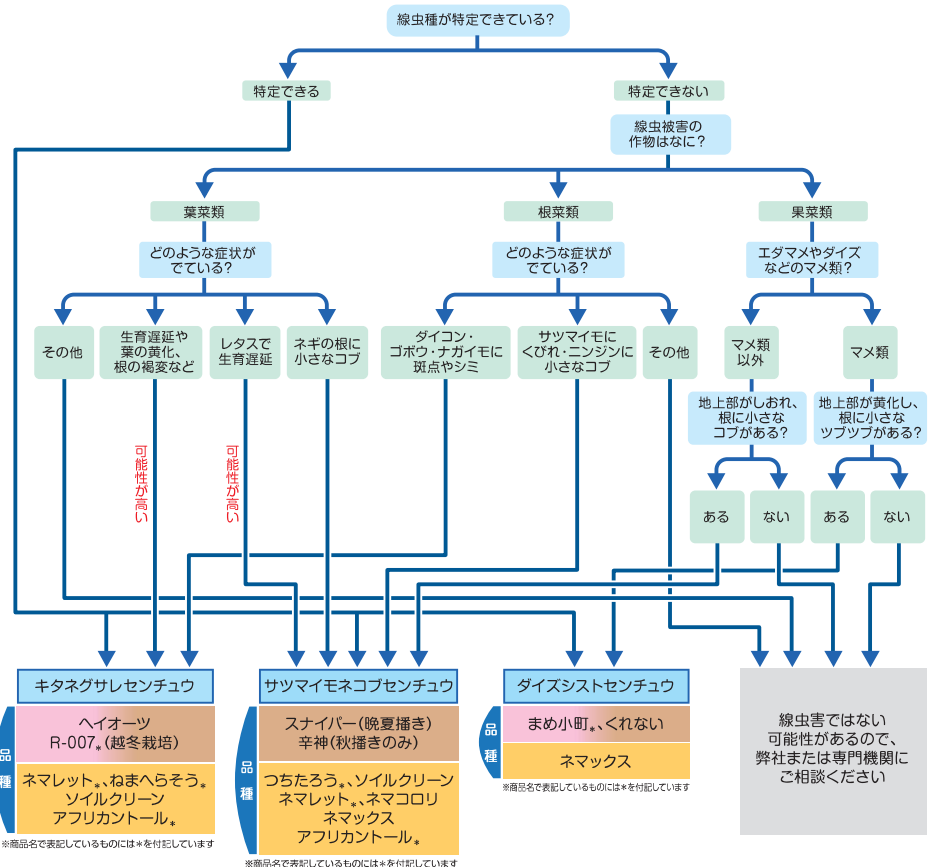 線虫種が特定できている?
特定できる
特定できない
線虫被害の
作物はなに?
葉菜類
根菜類
果菜類
どのような症状が
でている?
どのような症状が
でている?
エダマメやダイズ
などのマメ類?
その他
生育遅延や
葉の黄化、
根の褐変など
レタスで
生育遅延
ネギの根に
小さなコブ
ダイコン・
ゴボウ・ナガイモに
斑点やシミ
サツマイモに
くびれ・ニンジンに
小さなコブ
その他
マメ類
以外
マメ類
地上部がしおれ、
根に小さな
コブがある?
地上部が黄化し、
根に小さな
ツブツブがある?
可能性が高い
可能性が高い
ある
ない
ある
ない
キタネグサレセンチュウ
品種
ヘイオーツ
R-007*(越冬栽培)
ネマレット*、ねまへらそう*
ソイルクリーン
アフリカントール*
※商品名で表記しているものには*を付記しています
サツマイモネコブセンチュウ
品種
スナイパー(晩夏播き)
辛神(秋播きのみ)
つちたろう*、ソイルクリーン
ネマレット*、ネマコロリ
ネマックス
アフリカントール*
※商品名で表記しているものには*を付記しています
ダイズシストセンチュウ
品種
まめ小町*、くれない
ネマックス
※商品名で表記しているものには*を付記しています
線虫害ではない
可能性があるので、
弊社または専門機関に
ご相談ください